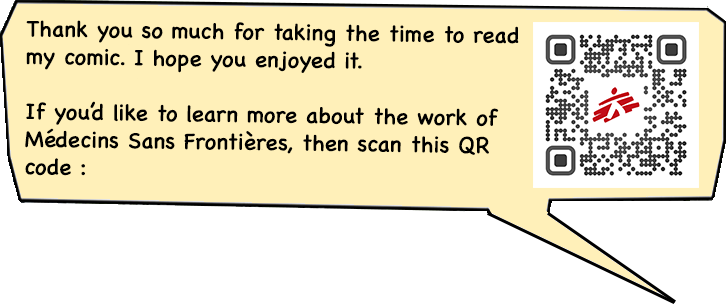 Thank you so much for taking the time to read
my comic. I hope you enjoyed it.
If you'd like to learn more about the work of
Médecins Sans Frontières, then scan this QR
code :